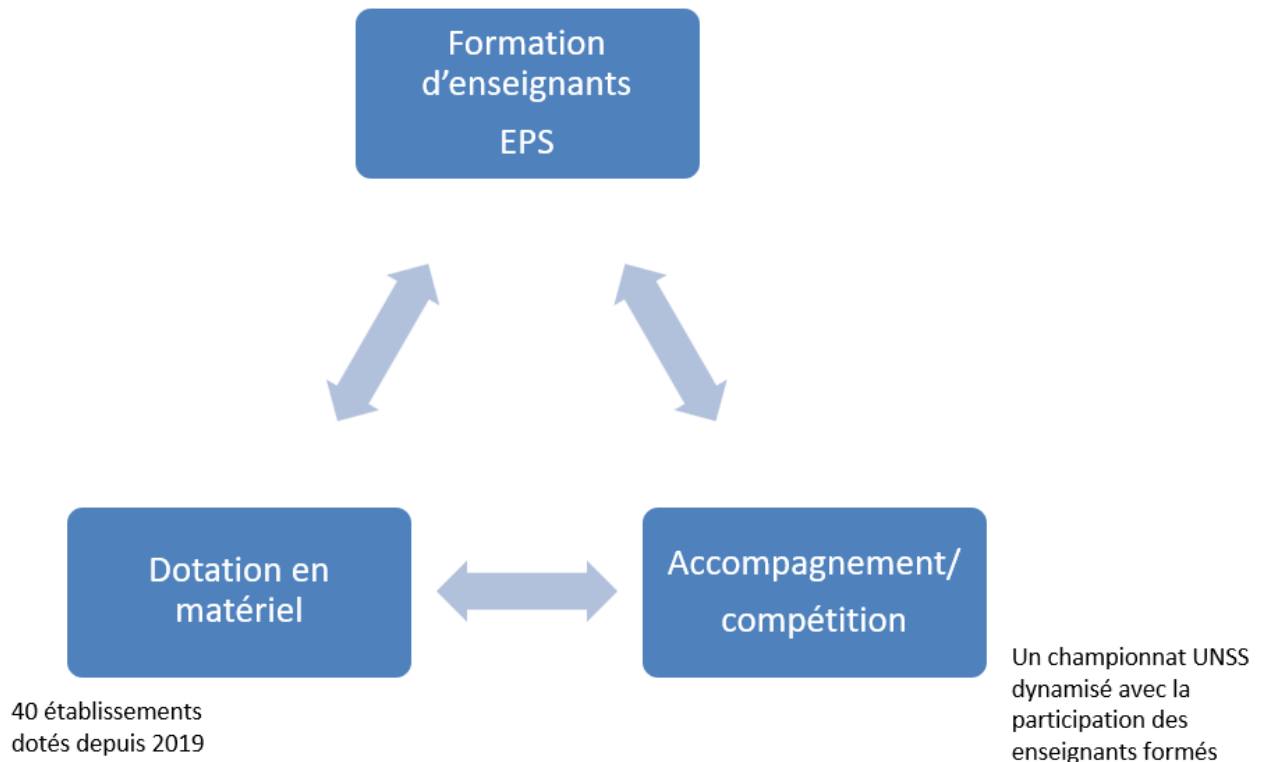 Formation
d’enseignants
EPS
Dotation en
matériel
Accompagnement/
compétition
40 établissements
dotés depuis 2019
Un championnat UNSS
dynamisé avec la
participation des
enseignants formés